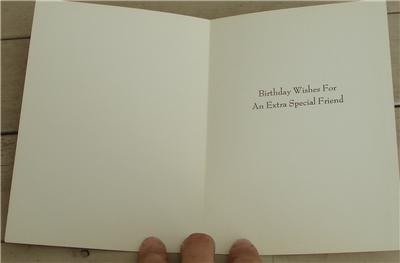 Birthday Wishes For
An Extra Special Friend